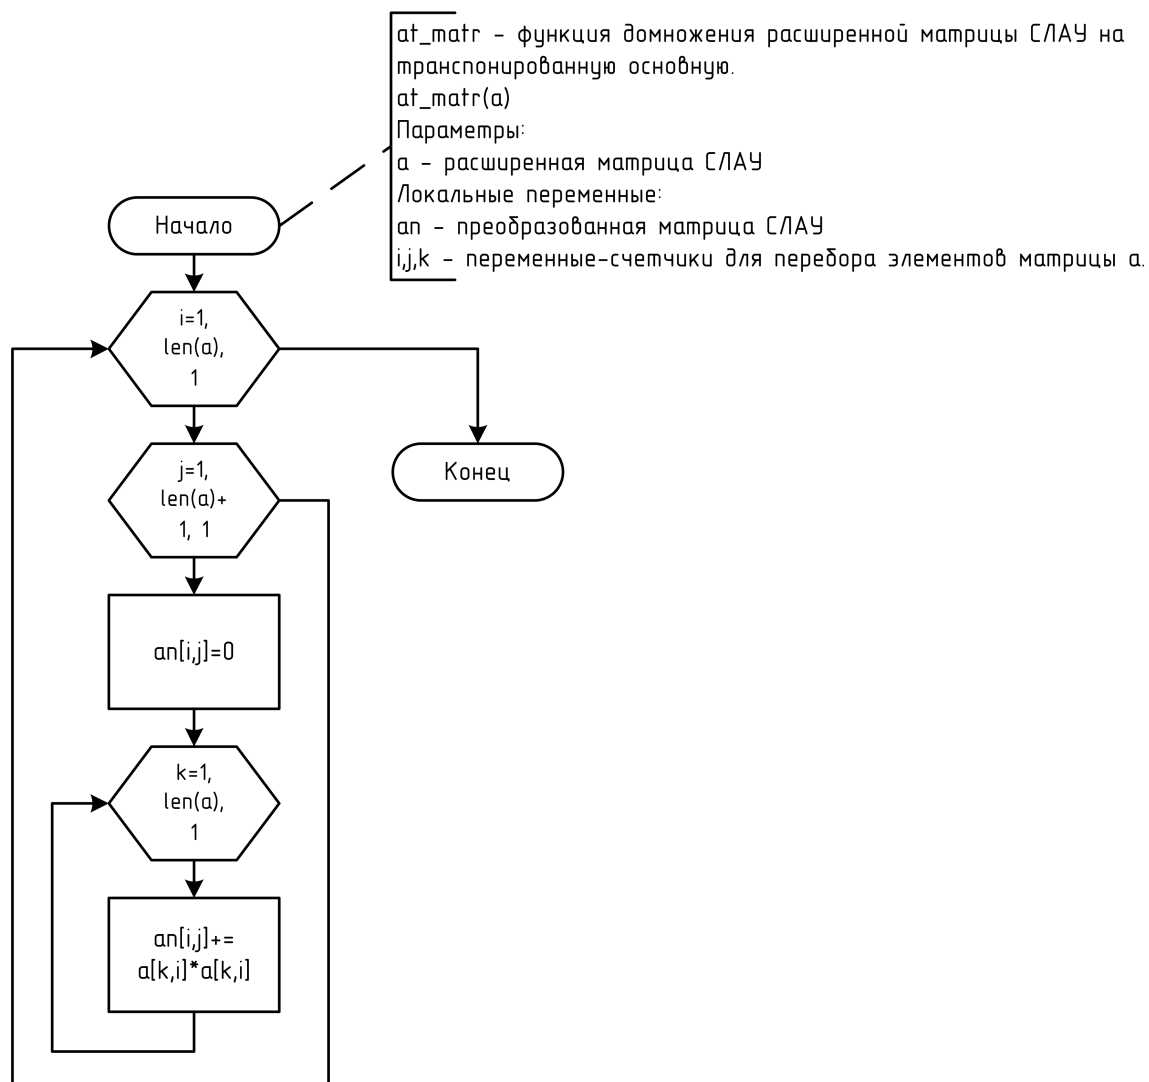 at_matr - функция домножения расширенной матрицы СЛАУ на
транспонированную основную.
at_matr(a)
Параметры:
а - расширенная матрица СЛАУ
Локальные переменные:
an - преобразованная матрица СЛАУ
i,j,k - переменные-счетчики для перебора элементов матрицы а.
Начало
i=1,
len(a),
1
j=1,
len(a)+
1, 1
Конец
an[i,j]=0
k=1,
len(a),
1
an[i,j]+=
a[k,i]*a[k,i]